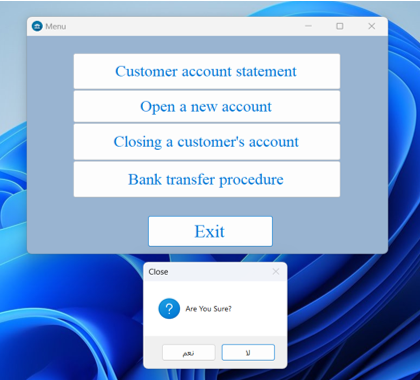 Menu
Customer account statement
Open a new account
Closing a customer's account
Bank transfer procedure
Exit
Close
Are You Sure?
نعم
لا